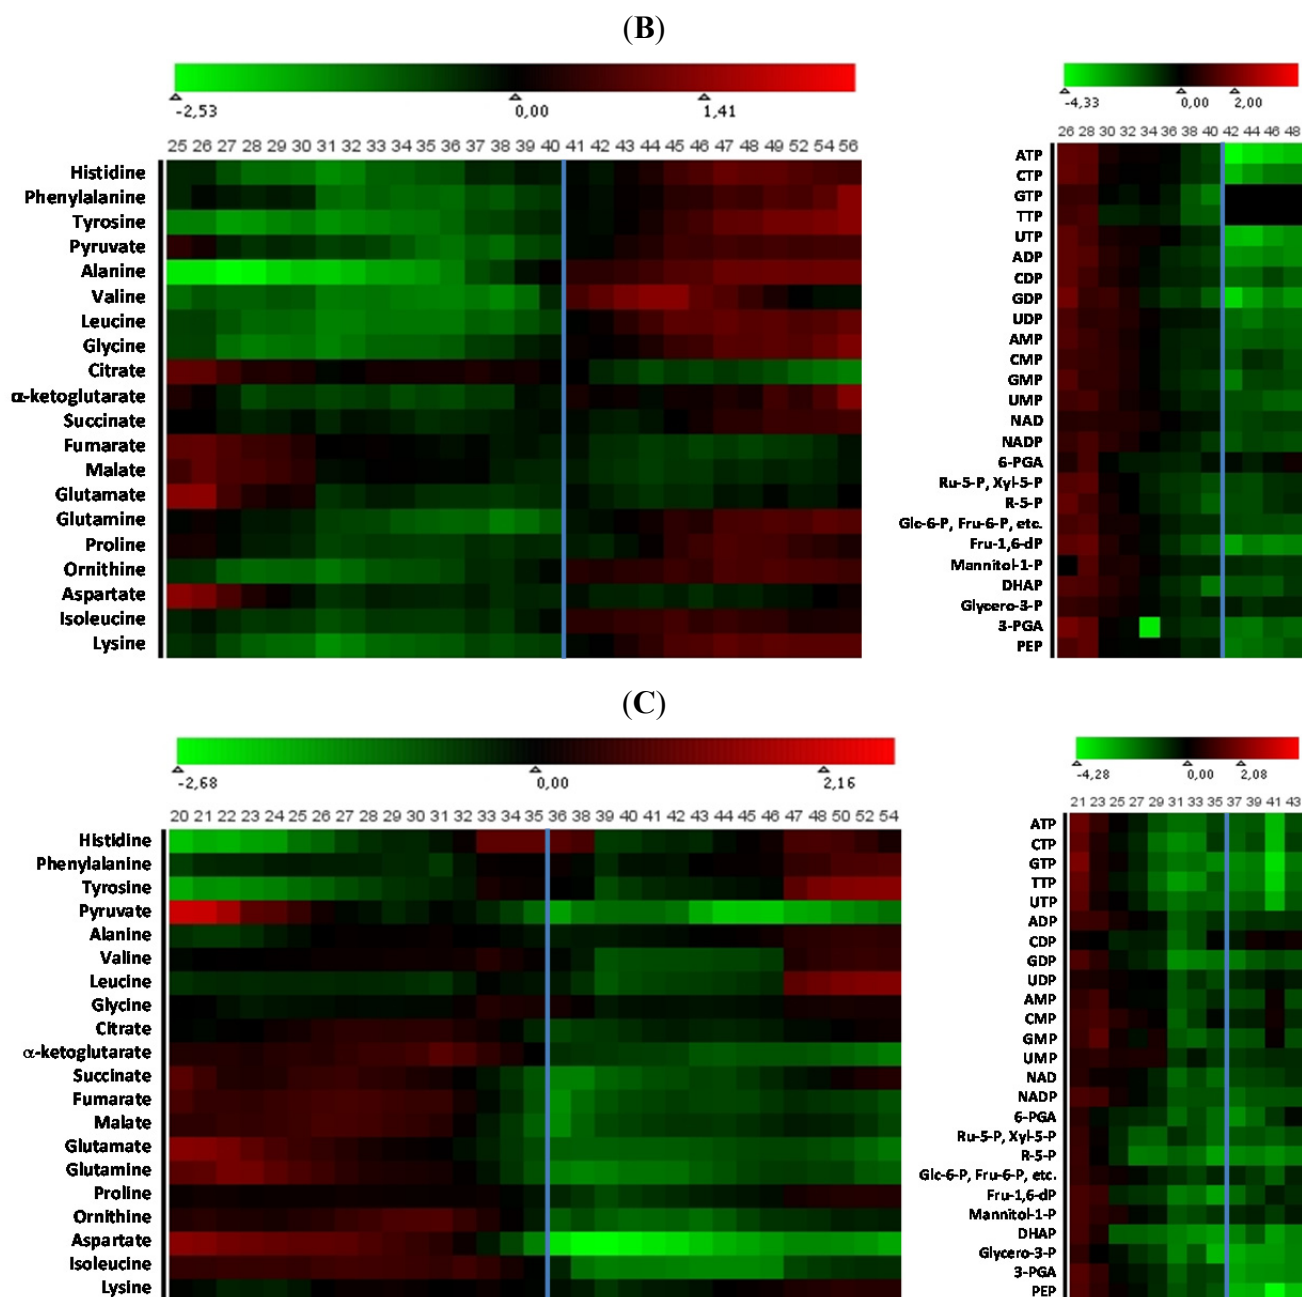 (B)
-2,53 0,00 1,41
25 26 27 28 29 30 31 32 33 34 35 36 37 38 39 40 41 42 43 44 45 46 47 48 49 52 54 56
Histidine
Phenylalanine
Tyrosine
Pyruvate
Alanine
Valine
Leucine
Glycine
Citrate
α-ketoglutarate
Succinate
Fumarate
Malate
Glutamate
Glutamine
Proline
Ornithine
Aspartate
Isoleucine
Lysine
-4,33 0,00 2,00
26 28 30 32 34 36 38 40 42 44 46 48
ATP
CTP
GTP
TTP
UTP
ADP
CDP
GDP
UDP
AMP
CMP
GMP
UMP
NAD
NADP
6-PGA
Ru-5-P, Xyl-5-P
R-5-P
Glc-6-P, Fru-6-P, etc.
Fru-1,6-dP
Mannitol-1-P
DHAP
Glycero-3-P
3-PGA
PEP
(C)
-2,68 0,00 2,16
20 21 22 23 24 25 26 27 28 29 30 31 32 33 34 35 36 38 39 40 41 42 43 44 45 46 47 48 50 52 54
Histidine
Phenylalanine
Tyrosine
Pyruvate
Alanine
Valine
Leucine
Glycine
Citrate
α-ketoglutarate
Succinate
Fumarate
Malate
Glutamate
Glutamine
Proline
Ornithine
Aspartate
Isoleucine
Lysine
-4,28 0,00 2,08
21 23 25 27 29 31 33 35 37 39 41 43
ATP
CTP
GTP
TTP
UTP
ADP
CDP
GDP
UDP
AMP
CMP
GMP
UMP
NAD
NADP
6-PGA
Ru-5-P, Xyl-5-P
R-5-P
Glc-6-P, Fru-6-P, etc.
Fru-1,6-dP
Mannitol-1-P
DHAP
Glycero-3-P
3-PGA
PEP